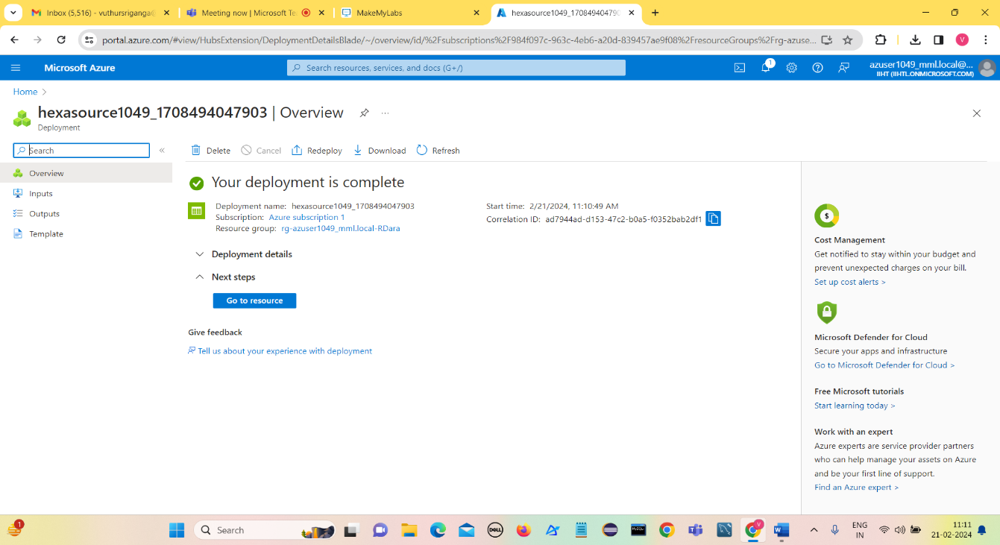 Inbox (5,516) - vuthursriganga@
Meeting now | Microsoft Te
MakeMyLabs
hexasource1049_170849404790
portal.azure.com/#view/HubsExtension/DeploymentDetailsBlade/~/overview/id/%2Fsubscriptions%2F984f097c-963c-4eb6-a20d-839457ae9f08%2FresourceGroups%2Frg-azuse...
V
Microsoft Azure
Search resources, services, and docs (G+/)
1
azuser1049_mml.local@...
IIHT (IIHTL.ONMICROSOFT.COM)
Home >
hexasource1049_1708494047903 | Overview
...
Deployment
Search
«
Delete
Cancel
Redeploy
Download
Refresh
Overview
Inputs
Outputs
Template
Your deployment is complete
Deployment name: hexasource1049_1708494047903
Subscription: Azure subscription 1
Resource group: rg-azuser1049_mml.local-RDara
Start time: 2/21/2024, 11:10:49 AM
Correlation ID: ad7944ad-d153-47c2-b0a5-f0352bab2df1
Deployment details
Next steps
Go to resource
Give feedback
Tell us about your experience with deployment
$
Cost Management
Get notified to stay within your budget and
prevent unexpected charges on your bill.
Set up cost alerts >
Microsoft Defender for Cloud
Secure your apps and infrastructure
Go to Microsoft Defender for Cloud >
Free Microsoft tutorials
Start learning today >
Work with an expert
Azure experts are service provider partners
who can help manage your assets on Azure
and be your first line of support.
Find an Azure expert >
1
Search
DELL
MySQL
V
ENG
IN
11:11
21-02-2024